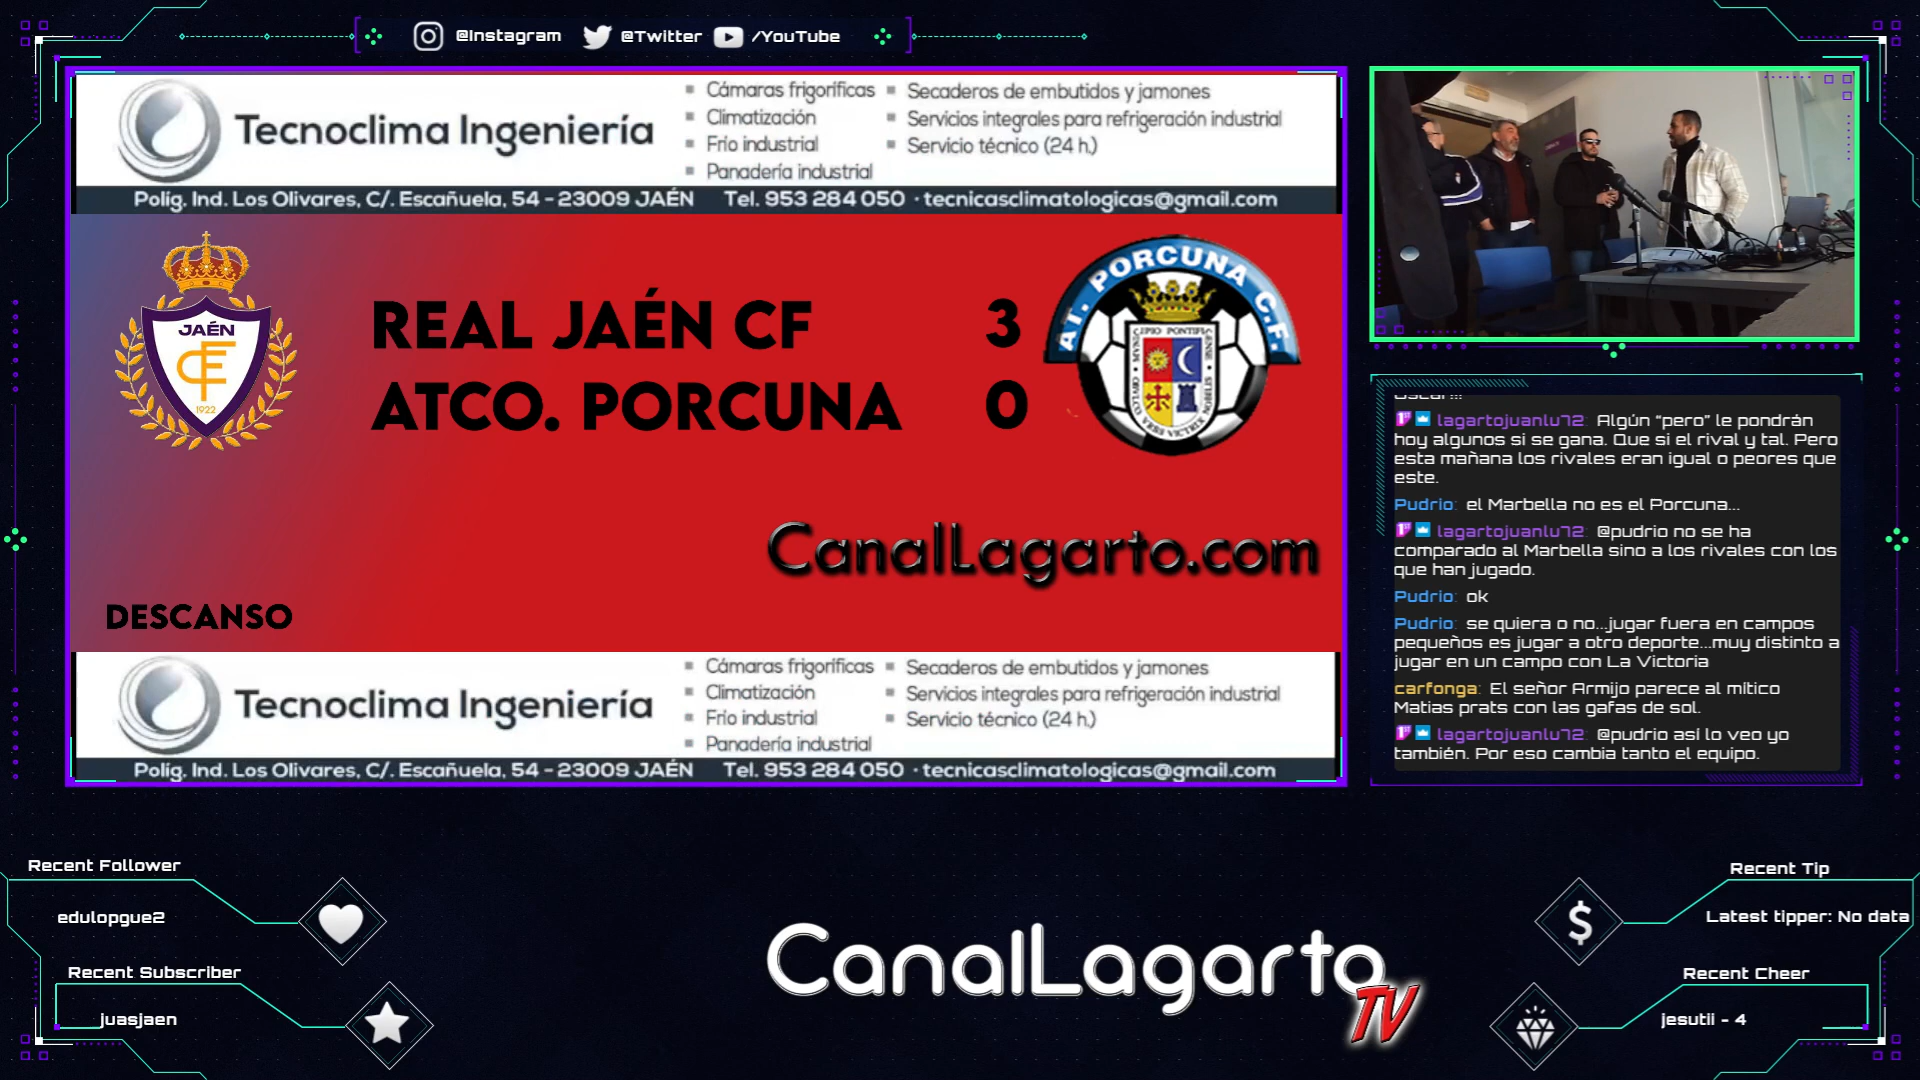 @Instagram
@Twitter
/YouTube
Tecnoclima Ingeniería
Cámaras frigoríficas
Climatización
Frío industrial
Panadería industrial
Secaderos de embutidos y jamones
Servicios integrales para refrigeración industrial
Servicio técnico (24 h.)
Políg. Ind. Los Olivares, C/. Escañuela, 54 - 23009 JAÉN Tel. 953 284 050 · tecnicasclimatologicas@gmail.com
JAÉN
CF
1922
REAL JAÉN CF 3
ATCO. PORCUNA 0
At. PORCUNA C.F.
CanalLagarto.com
DESCANSO
Tecnoclima Ingeniería
Cámaras frigoríficas
Climatización
Frío industrial
Panadería industrial
Secaderos de embutidos y jamones
Servicios integrales para refrigeración industrial
Servicio técnico (24 h.)
Políg. Ind. Los Olivares, C/. Escañuela, 54 - 23009 JAÉN Tel. 953 284 050 · tecnicasclimatologicas@gmail.com
lagartojuanlu72: Algún “pero” le pondrán
hoy algunos si se gana. Que si el rival y tal. Pero
esta mañana los rivales eran igual o peores que
este.
Pudrio: el Marbella no es el Porcuna...
lagartojuanlu72: @pudrio no se ha
comparado al Marbella sino a los rivales con los
que han jugado.
Pudrio: ok
Pudrio: se quiera o no...jugar fuera en campos
pequeños es jugar a otro deporte...muy distinto a
jugar en un campo con La Victoria
carfonga: El señor Armijo parece al mítico
Matias prats con las gafas de sol.
lagartojuanlu72: @pudrio así lo veo yo
también. Por eso cambia tanto el equipo.
Recent Follower
edulopgue2
Recent Subscriber
juasjaen
CanalLagarto
TV
Recent Tip
Latest tipper: No data
Recent Cheer
jesutii - 4